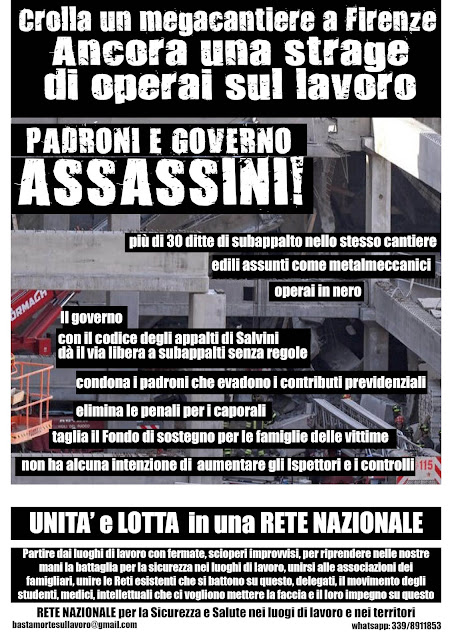 Crolla un megacantiere a Firenze
Ancora una strage
di operai sul lavoro
PADRONI E GOVERNO
ASSASSINI!
più di 30 ditte di subappalto nello stesso cantiere
edili assunti come metalmeccanici
operai in nero
Il governo
con il codice degli appalti di Salvini
dà il via libera a subappalti senza regole
condona i padroni che evadono i contributi previdenziali
elimina le penali per i caporali
taglia il Fondo di sostegno per le famiglie delle vittime
non ha alcuna intenzione di aumentare gli Ispettori e i controlli
115
UNITA' e LOTTA in una RETE NAZIONALE
Partire dai luoghi di lavoro con fermate, scioperi improvvisi, per riprendere nelle nostre
mani la battaglia per la sicurezza nei luoghi di lavoro, unirsi alle associazioni dei
famigliari, unire le Reti esistenti che si battono su questo, delegati, il movimento degli
studenti, medici, intellettuali che ci vogliono mettere la faccia e il loro impegno su questo
RETE NAZIONALE per la Sicurezza e Salute nei luogi di lavoro e nei territori
bastamortesullavoro@gmail.com whatsapp: 339/8911853